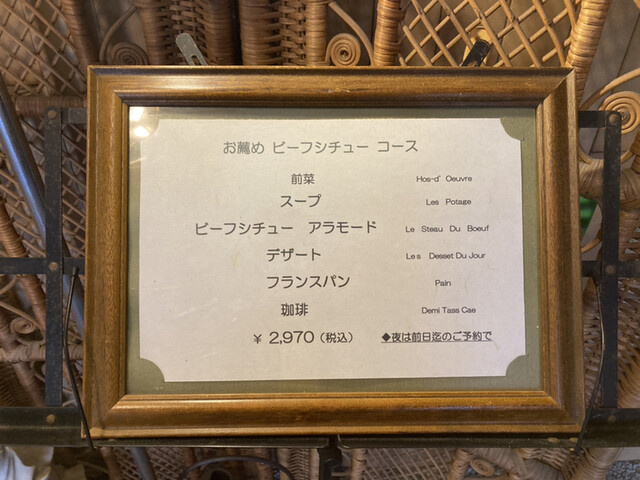 お薦め ビーフシチュー コース
前菜 Hos-d' Oeuvre
スープ Les Potage
ビーフシチュー アラモード Le Steau Du Boeuf
デザート Les Desset Du Jour
フランスパン Pain
珈琲 Demi Tass Cae
¥ 2,970（税込） ◆夜は前日迄のご予約で